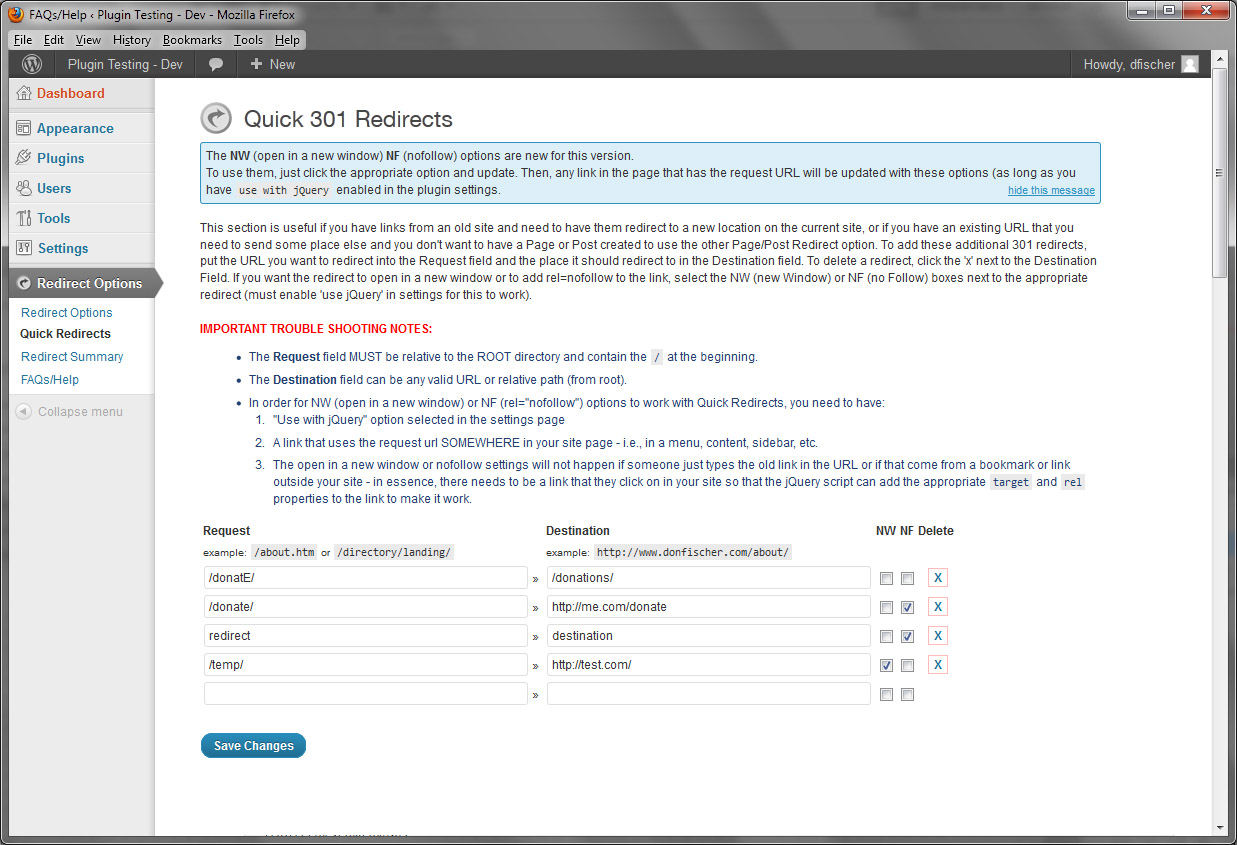 FAQs/Help ‹ Plugin Testing - Dev - Mozilla Firefox
File Edit View History Bookmarks Tools Help
Plugin Testing - Dev + New Howdy, dfischer
Dashboard
Appearance
Plugins
Users
Tools
Settings
Redirect Options
Redirect Options
Quick Redirects
Redirect Summary
FAQs/Help
Collapse menu
Quick 301 Redirects
The NW (open in a new window) NF (nofollow) options are new for this version.
To use them, just click the appropriate option and update. Then, any link in the page that has the request URL will be updated with these options (as long as you
have use with jQuery enabled in the plugin settings.
hide this message
This section is useful if you have links from an old site and need to have them redirect to a new location on the current site, or if you have an existing URL that you
need to send some place else and you don't want to have a Page or Post created to use the other Page/Post Redirect option. To add these additional 301 redirects,
put the URL you want to redirect into the Request field and the place it should redirect to in the Destination field. To delete a redirect, click the 'x' next to the Destination
Field. If you want the redirect to open in a new window or to add rel=nofollow to the link, select the NW (new Window) or NF (no Follow) boxes next to the appropriate
redirect (must enable 'use jQuery' in settings for this to work).
IMPORTANT TROUBLE SHOOTING NOTES:
• The Request field MUST be relative to the ROOT directory and contain the / at the beginning.
• The Destination field can be any valid URL or relative path (from root).
• In order for NW (open in a new window) or NF (rel="nofollow") options to work with Quick Redirects, you need to have:
1. "Use with jQuery" option selected in the settings page
2. A link that uses the request url SOMEWHERE in your site page - i.e., in a menu, content, sidebar, etc.
3. The open in a new window or nofollow settings will not happen if someone just types the old link in the URL or if that come from a bookmark or link
outside your site - in essence, there needs to be a link that they click on in your site so that the jQuery script can add the appropriate target and rel
properties to the link to make it work.
Request Destination NW NF Delete
example: /about.htm or /directory/landing/ example: http://www.donfischer.com/about/
/donatE/ » /donations/ X
/donate/ » http://me.com/donate X
redirect » destination X
/temp/ » http://test.com/ X
»
Save Changes